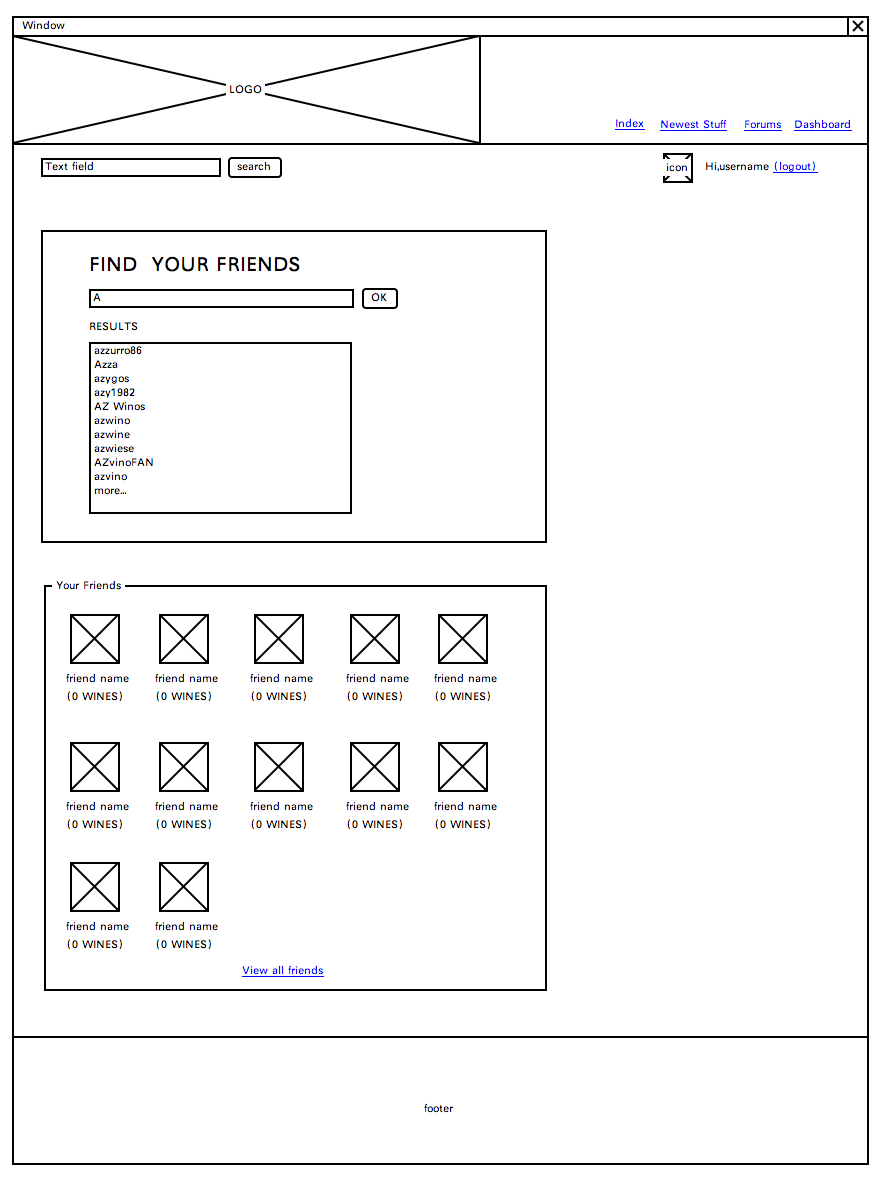 Window
LOGO
Index Newest Stuff Forums Dashboard
Text field search icon Hi,username (logout)
FIND YOUR FRIENDS
A OK
RESULTS
azzurro86
Azza
azygos
azy1982
AZ Winos
azwino
azwine
azwiese
AZvinoFAN
azvino
more...
Your Friends
friend name friend name friend name friend name friend name
(0 WINES) (0 WINES) (0 WINES) (0 WINES) (0 WINES)
friend name friend name friend name friend name friend name
(0 WINES) (0 WINES) (0 WINES) (0 WINES) (0 WINES)
friend name friend name
(0 WINES) (0 WINES)
View all friends
footer